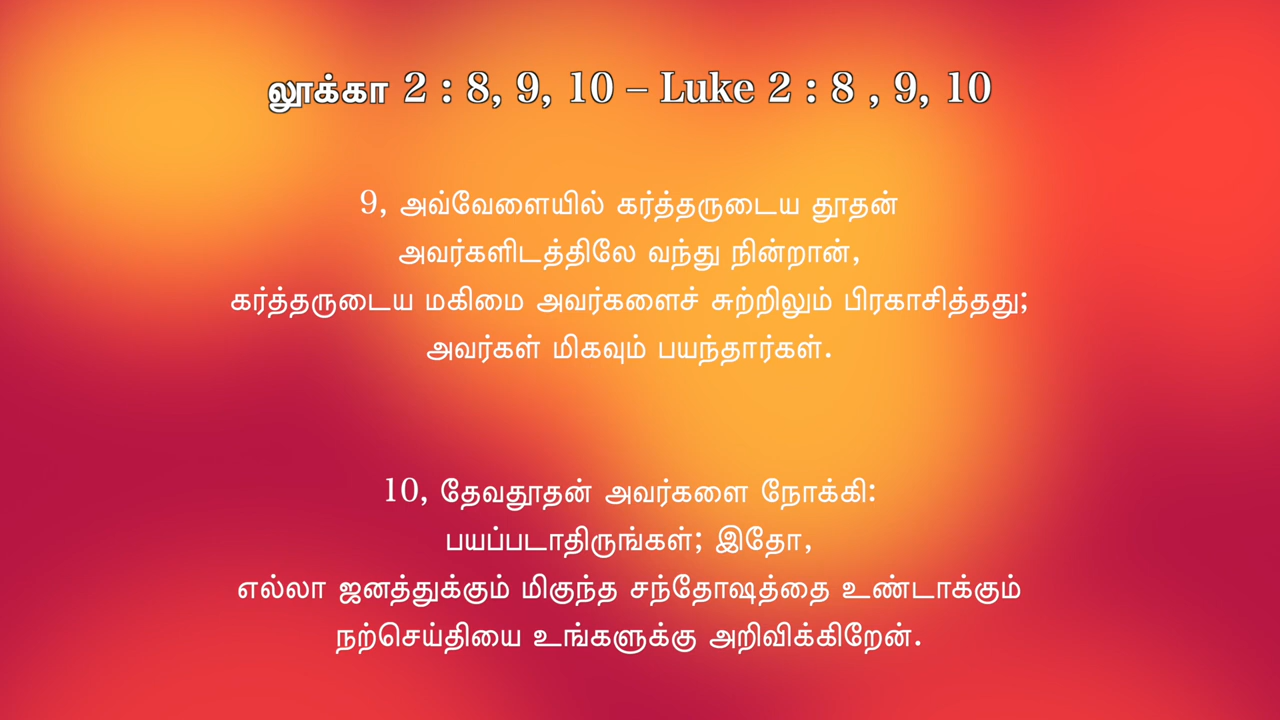 லூக்கா 2 : 8, 9, 10 – Luke 2 : 8 , 9, 10
9, அவ்வேளையில் கர்த்தருடைய தூதன்
அவர்களிடத்திலே வந்து நின்றான்,
கர்த்தருடைய மகிமை அவர்களைச் சுற்றிலும் பிரகாசித்தது;
அவர்கள் மிகவும் பயந்தார்கள்.
10, தேவதூதன் அவர்களை நோக்கி:
பயப்படாதிருங்கள்; இதோ,
எல்லா ஜனத்துக்கும் மிகுந்த சந்தோஷத்தை உண்டாக்கும்
நற்செய்தியை உங்களுக்கு அறிவிக்கிறேன்.